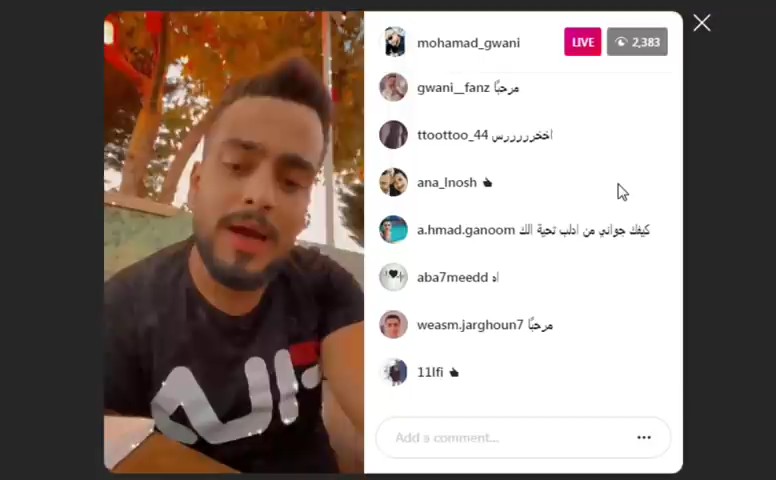 mohamad_gwani
LIVE
2,383
gwani__fanz مرحبًا
ttoottoo_44 اخخرررررس
ana_lnosh
a.hmad.ganoom كيفك جواني من ادلب تحية الك
aba7meedd اه
weasm.jarghoun7 مرحبًا
11lfi
Add a comment...